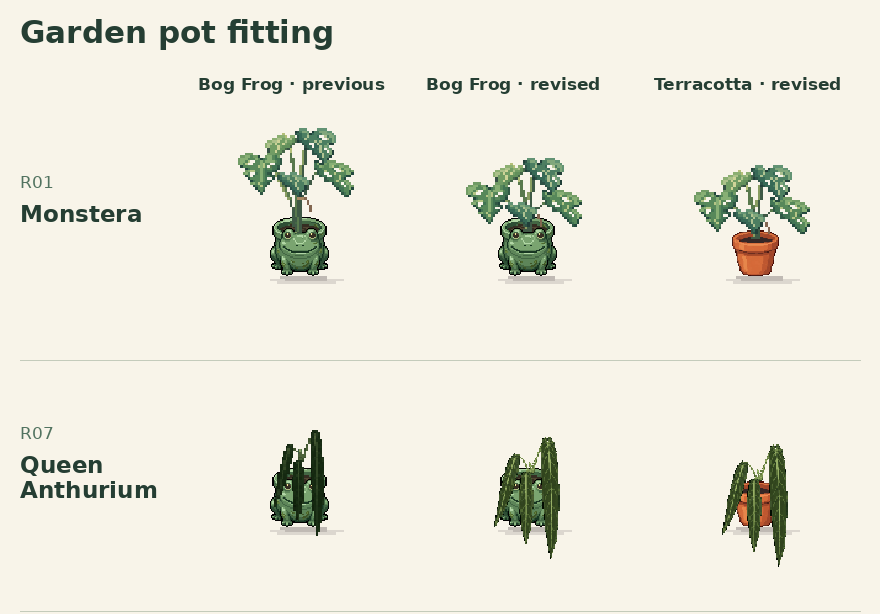 Garden pot fitting
Bog Frog · previous
Bog Frog · revised
Terracotta · revised
R01
Monstera
R07
Queen
Anthurium